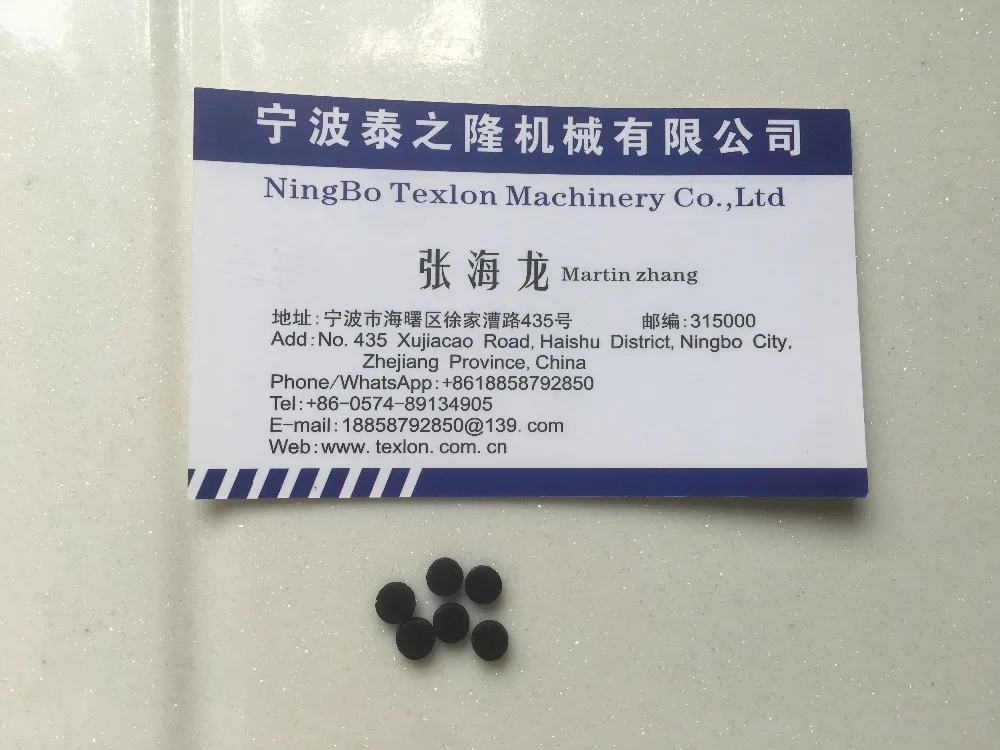 宁波泰之隆机械有限公司
NingBo Texlon Machinery Co.,Ltd
张海龙 Martin zhang
地址:宁波市海曙区徐家漕路435号 邮编:315000
Add:No. 435 Xujiacao Road, Haishu District, Ningbo City,
Zhejiang Province, China
Phone/WhatsApp:+8618858792850
Tel:+86-0574-89134905
E-mail:18858792850@139. com
Web:www. texlon. com. cn